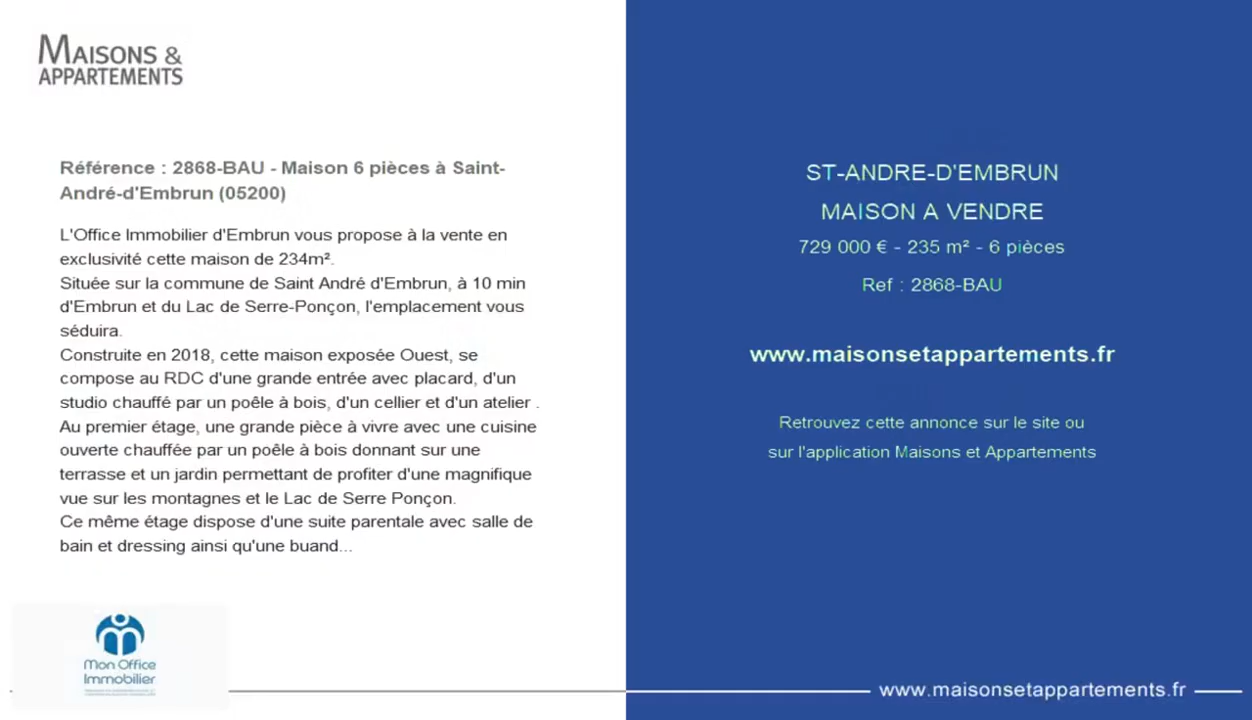 MAISONS &
APPARTEMENTS
Référence : 2868-BAU - Maison 6 pièces à Saint-
André-d'Embrun (05200)
L'Office Immobilier d'Embrun vous propose à la vente en
exclusivité cette maison de 234m².
Située sur la commune de Saint André d'Embrun, à 10 min
d'Embrun et du Lac de Serre-Ponçon, l'emplacement vous
séduira.
Construite en 2018, cette maison exposée Ouest, se
compose au RDC d'une grande entrée avec placard, d'un
studio chauffé par un poêle à bois, d'un cellier et d'un atelier .
Au premier étage, une grande pièce à vivre avec une cuisine
ouverte chauffée par un poêle à bois donnant sur une
terrasse et un jardin permettant de profiter d'une magnifique
vue sur les montagnes et le Lac de Serre Ponçon.
Ce même étage dispose d'une suite parentale avec salle de
bain et dressing ainsi qu'une buand...
Mon Office
Immobilier
ST-ANDRE-D'EMBRUN
MAISON A VENDRE
729 000 € - 235 m² - 6 pièces
Ref : 2868-BAU
www.maisonsetappartements.fr
Retrouvez cette annonce sur le site ou
sur l'application Maisons et Appartements
www.maisonsetappartements.fr